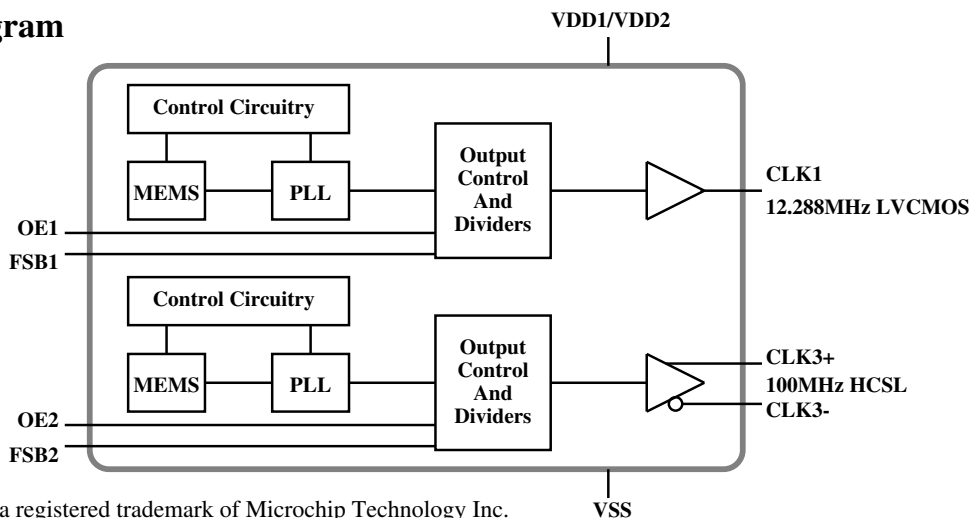 gram
VDD1/VDD2
Control Circuitry
MEMS
PLL
Output
Control
And
Dividers
CLK1
12.288MHz LVCMOS
OE1
FSB1
Control Circuitry
MEMS
PLL
Output
Control
And
Dividers
CLK3+
100MHz HCSL
CLK3-
OE2
FSB2
a registered trademark of Microchip Technology Inc.
VSS